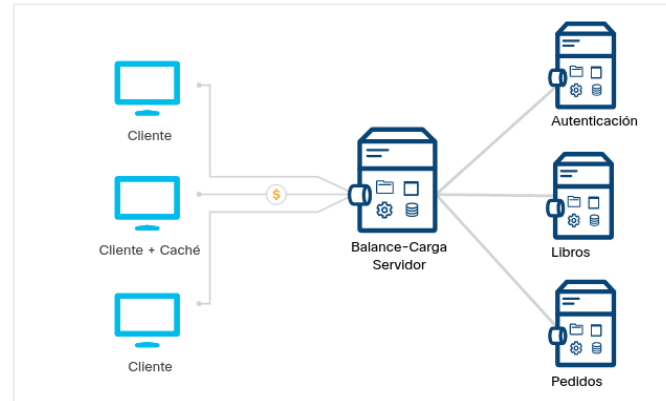 Cliente
Cliente + Caché
Cliente
$
Balance-Carga
Servidor
Autenticación
Libros
Pedidos